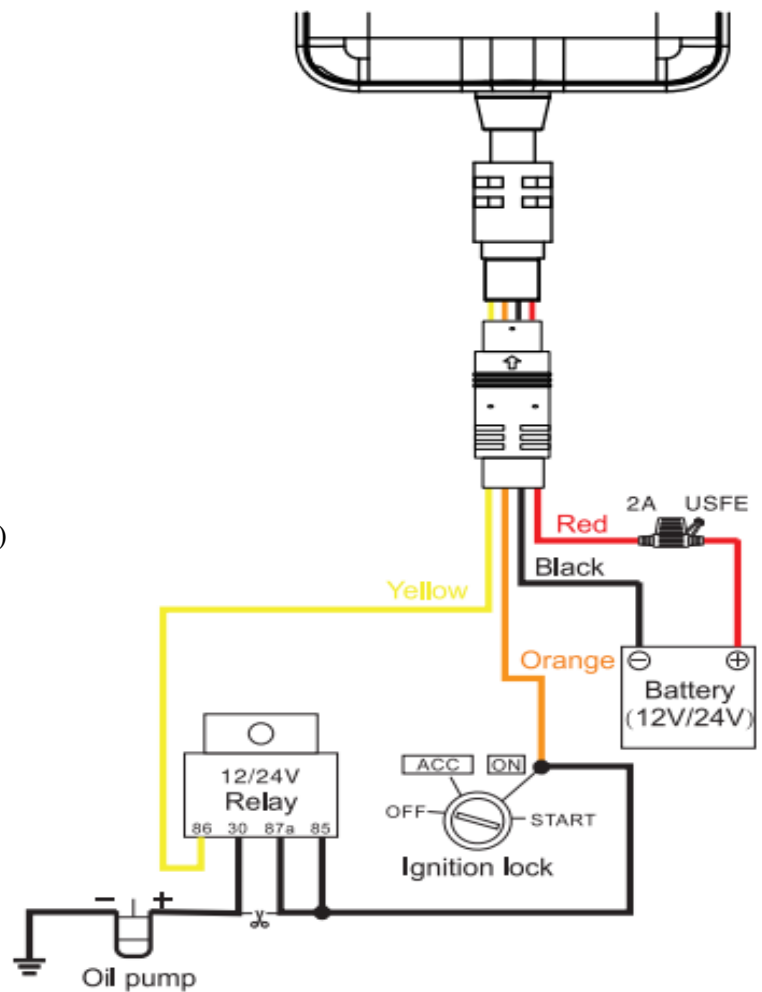 2A USFE
)
Red
Black
Yellow
Orange
⊖ ⊕
Battery
(12V/24V)
ACC ON
12/24V
Relay
OFF START
86 30 87a 85
Ignition lock
− +
Oil pump